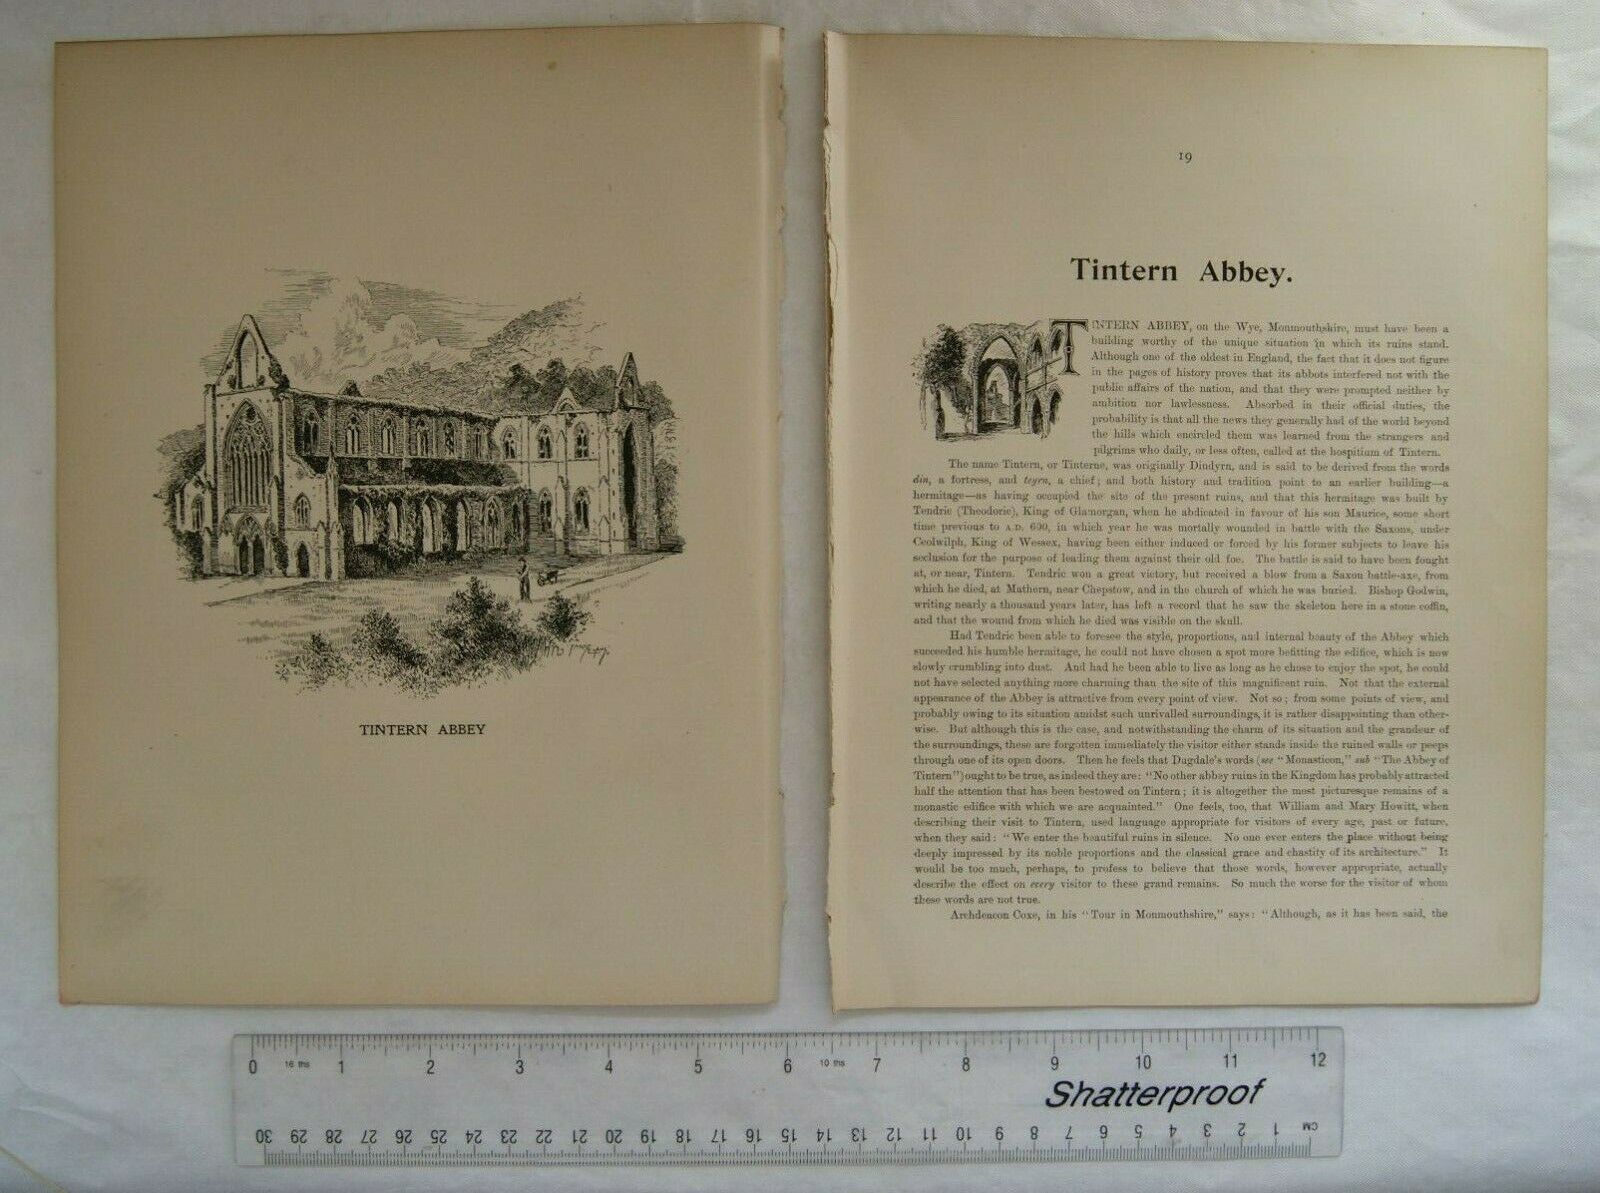 TINTERN ABBEY
19
Tintern Abbey.
TINTERN ABBEY, on the Wye, Monmouthshire, must have been a
building worthy of the unique situation in which its ruins stand.
Although one of the oldest in England, the fact that it does not figure
in the pages of history proves that its abbots interfered not with the
public affairs of the nation, and that they were prompted neither by
ambition nor lawlessness. Absorbed in their official duties, the
probability is that all the news they generally had of the world beyond
the hills which encircled them was learned from the strangers and
pilgrims who daily, or less often, called at the hospitium of Tintern.
The name Tintern, or Tinterne, was originally Dindyrn, and is said to be derived from the words
din, a fortress, and teyrn, a chief; and both history and tradition point to an earlier building—a
hermitage—as having occupied the site of the present ruins, and that this hermitage was built by
Tendric (Theodoric), King of Glamorgan, when he abdicated in favour of his son Maurice, some short
time previous to A.D. 600, in which year he was mortally wounded in battle with the Saxons, under
Ceolwilph, King of Wessex, having been either induced or forced by his former subjects to leave his
seclusion for the purpose of leading them against their old foe. The battle is said to have been fought
at, or near, Tintern. Tendric won a great victory, but received a blow from a Saxon battle-axe, from
which he died, at Mathern, near Chepstow, and in the church of which he was buried. Bishop Godwin,
writing nearly a thousand years later, has left a record that he saw the skeleton here in a stone coffin,
and that the wound from which he died was visible on the skull.
Had Tendric been able to foresee the style, proportions, and internal beauty of the Abbey which
succeeded his humble hermitage, he could not have chosen a spot more befitting the edifice, which is now
slowly crumbling into dust. And had he been able to live as long as he chose to enjoy the spot, he could
not have selected anything more charming than the site of this magnificent ruin. Not that the external
appearance of the Abbey is attractive from every point of view. Not so; from some points of view, and
probably owing to its situation amidst such unrivalled surroundings, it is rather disappointing than other-
wise. But although this is the case, and notwithstanding the charm of its situation and the grandeur of
the surroundings, these are forgotten immediately the visitor either stands inside the ruined walls or peeps
through one of its open doors. Then he feels that Dugdale's words (see "Monasticon," sub "The Abbey of
Tintern") ought to be true, as indeed they are: "No other abbey ruins in the Kingdom has probably attracted
half the attention that has been bestowed on Tintern; it is altogether the most picturesque remains of a
monastic edifice with which we are acquainted." One feels, too, that William and Mary Howitt, when
describing their visit to Tintern, used language appropriate for visitors of every age, past or future,
when they said: "We enter the beautiful ruins in silence. No one ever enters the place without being
deeply impressed by its noble proportions and the classical grace and chastity of its architecture." It
would be too much, perhaps, to profess to believe that those words, however appropriate, actually
describe the effect on every visitor to these grand remains. So much the worse for the visitor of whom
these words are not true.
Archdeacon Coxe, in his "Tour in Monmouthshire," says: "Although, as it has been said, the
0 16 ths 1 2 3 4 5 6 10 ths 7 8 9 10 11 12
Shatterproof
30 29 28 27 26 25 24 23 22 21 20 19 18 17 16 15 14 13 12 11 10 9 8 7 6 5 4 3 2 1 CM